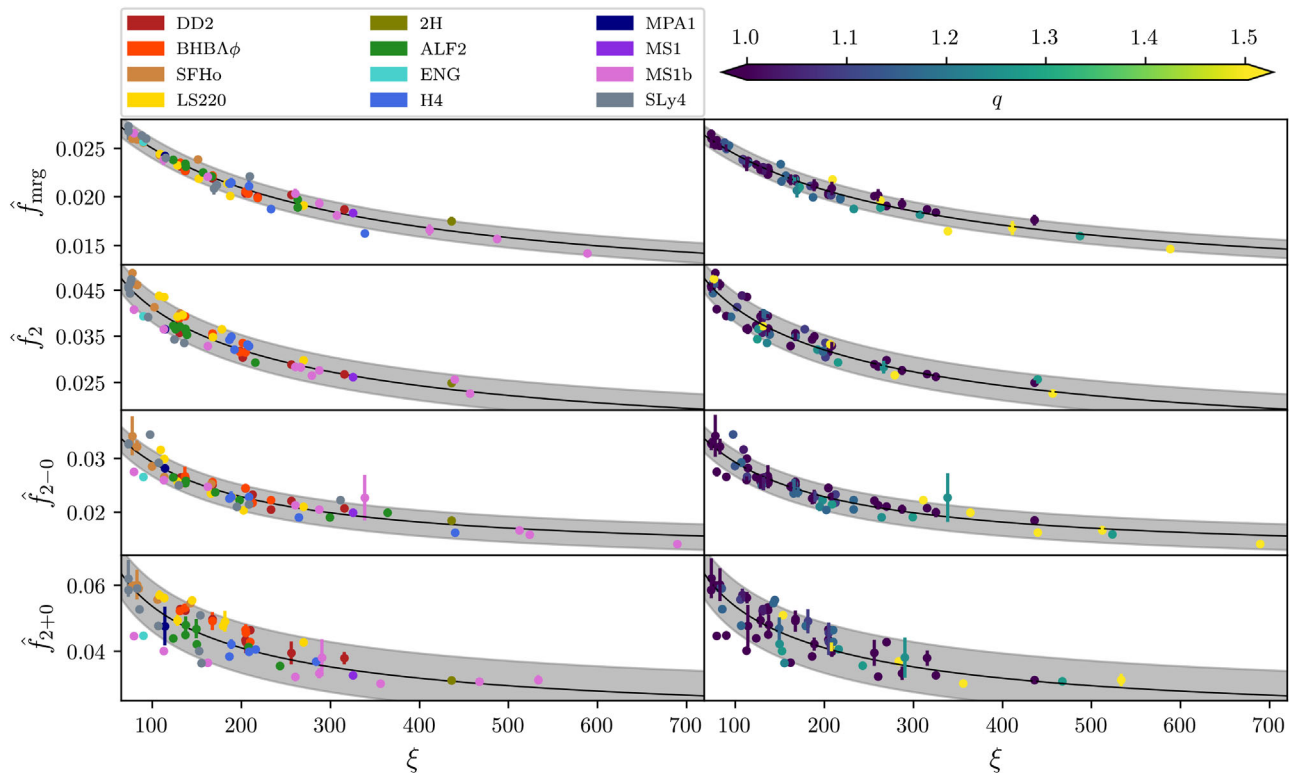 DD2 2H MPA1
BHBΛϕ ALF2 MS1
SFHo ENG MS1b
LS220 H4 SLy4
1.0 1.1 1.2 1.3 1.4 1.5
q
0.025
0.020
0.015
f̂mrg
0.045
0.035
0.025
f̂2
0.03
0.02
f̂2−0
0.06
0.04
f̂2+0
100 200 300 400 500 600 700 100 200 300 400 500 600 700
ξ ξ